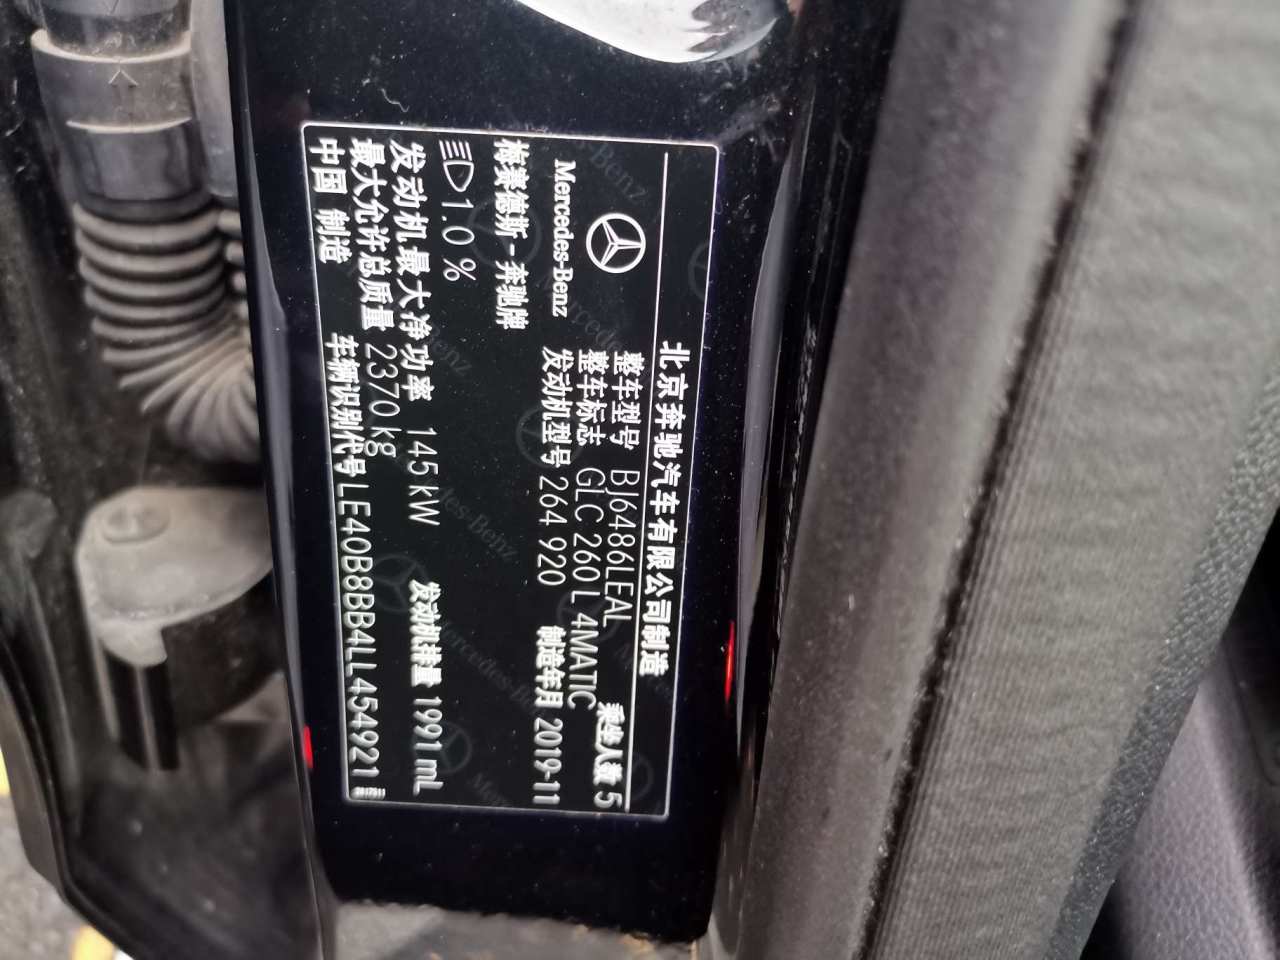 北京奔驰汽车有限公司制造
Mercedes-Benz
整车型号 BJ6486LEAL 乘坐人数 5
整车标志 GLC 260 L 4MATIC
发动机型号 264 920 制造年月 2019-11
梅赛德斯-奔驰牌
1.0 %
发动机最大净功率 145 kW 发动机排量 1991 mL
最大允许总质量 2370 kg
中国 制造 车辆识别代号 LE40B8BB4LL454921
2817511